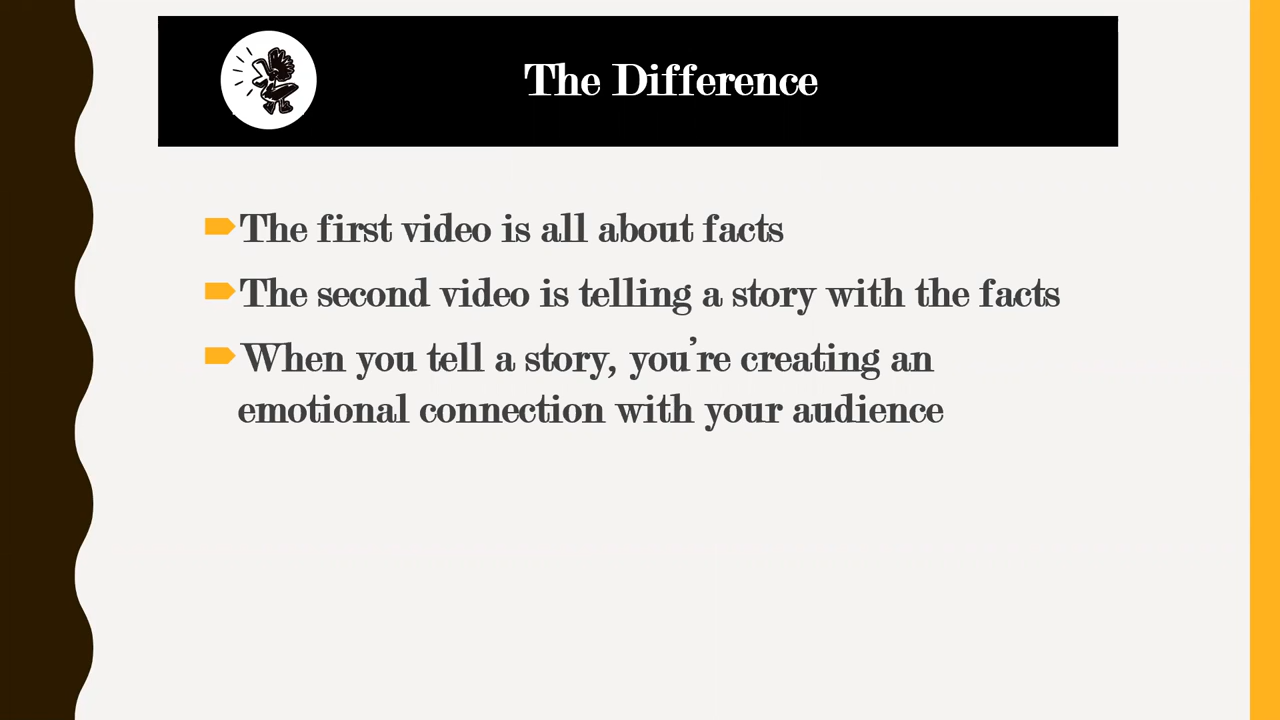 The Difference
The first video is all about facts
The second video is telling a story with the facts
When you tell a story, you're creating an
emotional connection with your audience